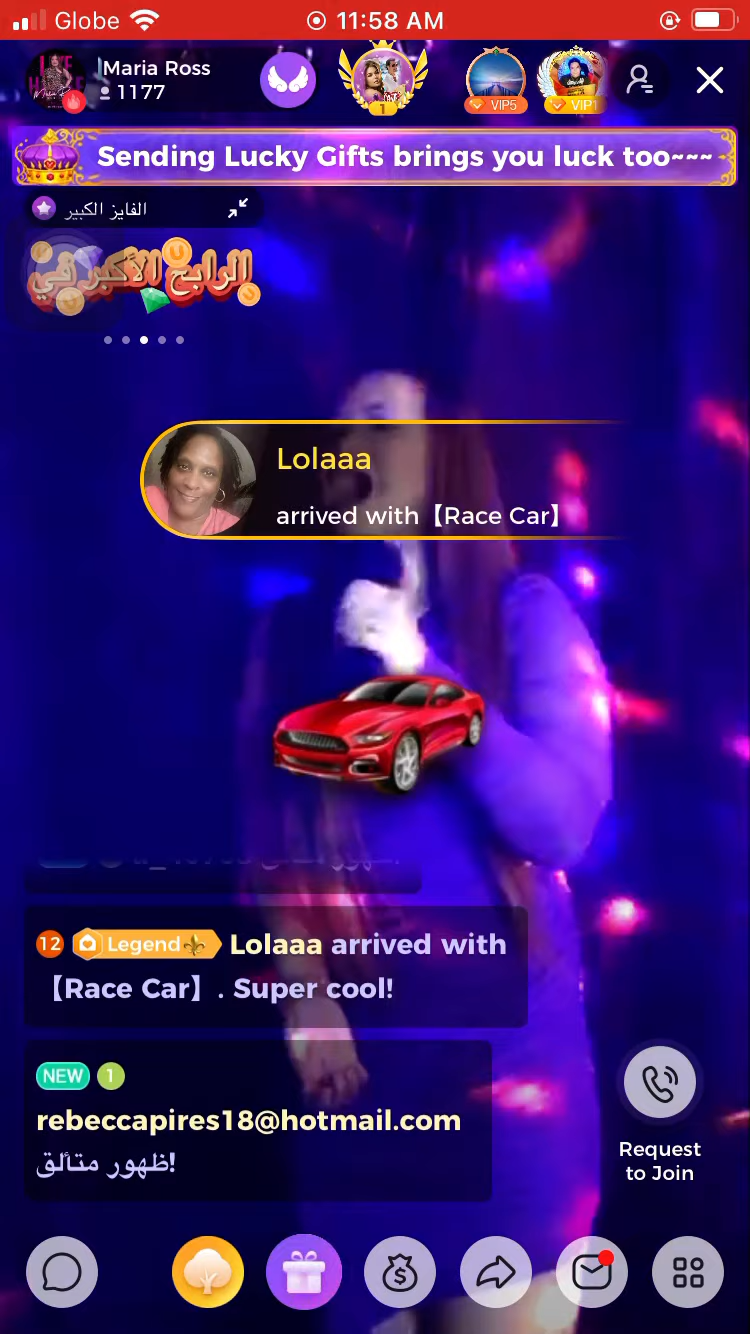 Globe
11:58 AM
Maria Ross
1177
1
VIP5
VIP1
Sending Lucky Gifts brings you luck too~~~
الفايز الكبير
الرابح الأكبر في
Lolaaa
arrived with【Race Car】
12 Legend Lolaaa arrived with
【Race Car】. Super cool!
NEW 1
rebeccapires18@hotmail.com
ظهور متألق!
Request
to Join